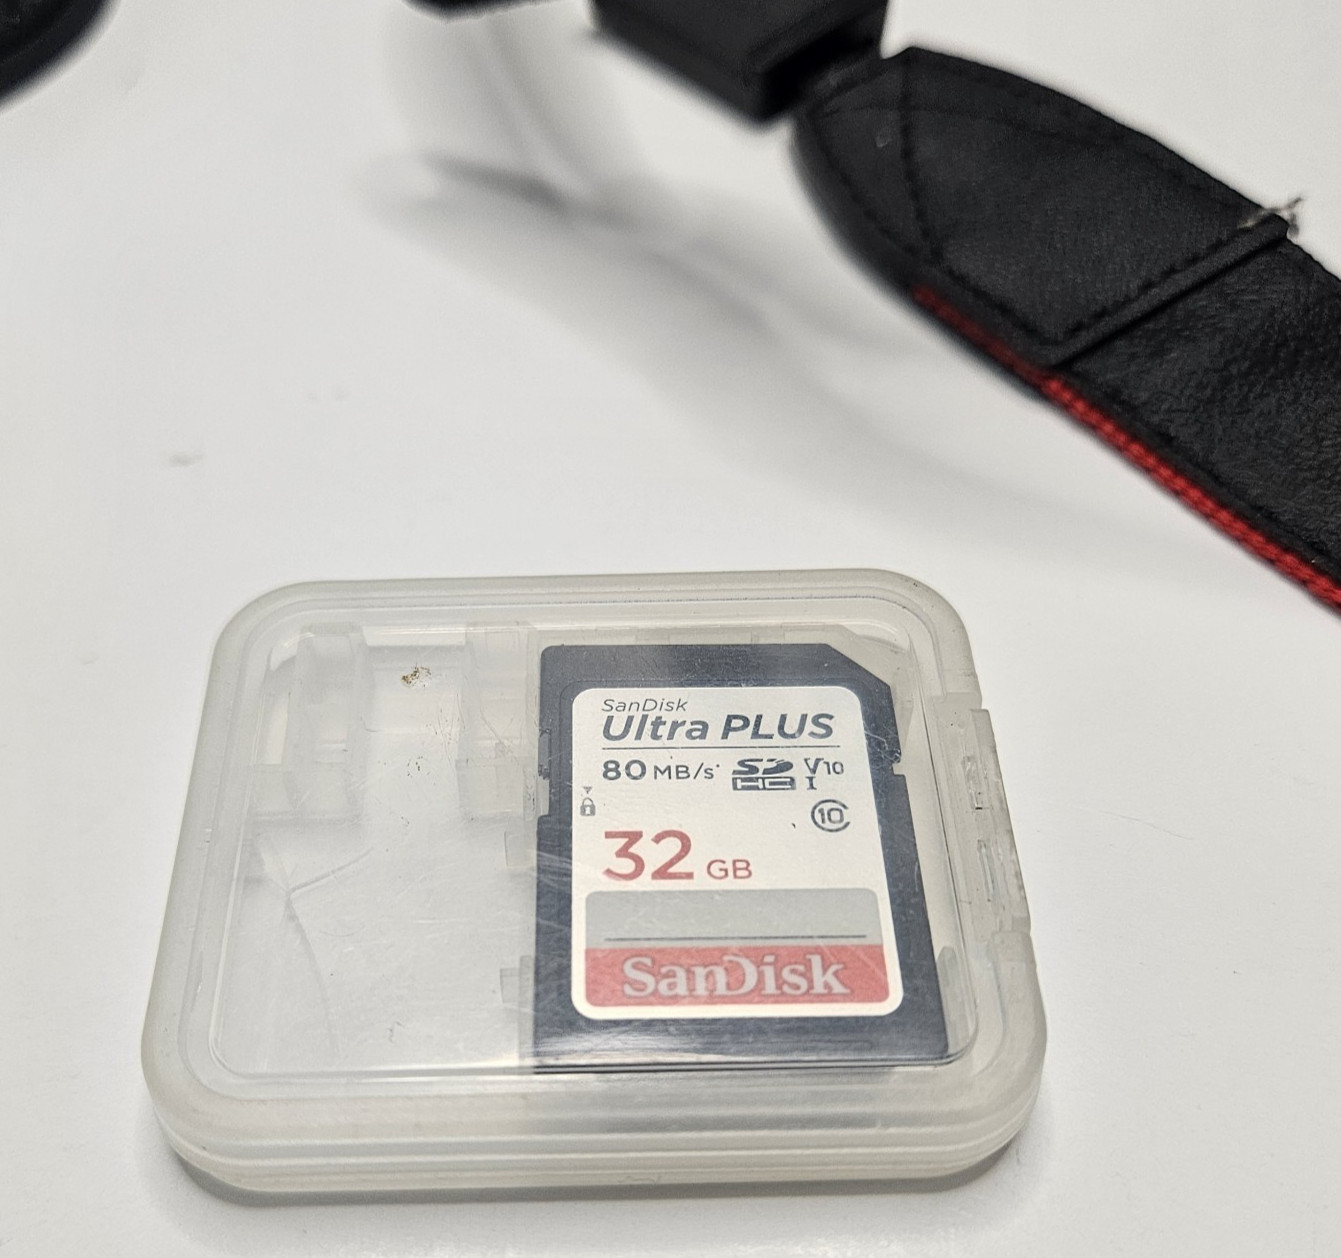 SanDisk
Ultra PLUS
80 MB/s* SD HC V10 I
10
32 GB
SanDisk